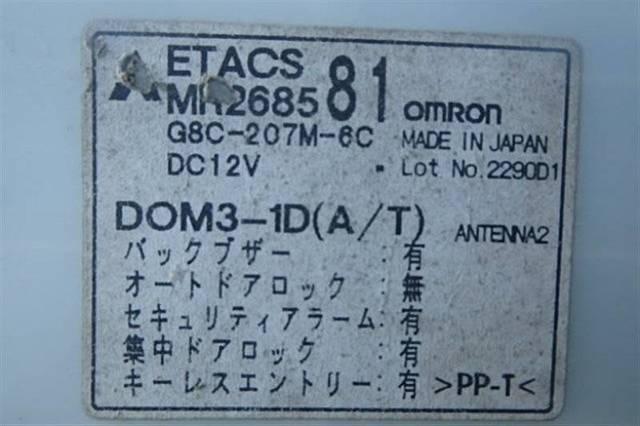 ETACS
MR268581 omron
G8C-207M-6C MADE IN JAPAN
DC12V Lot No.2290D1
DOM3-1D(A/T) ANTENNA2
バックブザー : 有
オートドアロック : 無
セキュリティアラーム: 有
集中ドアロック : 有
キーレスエントリー: 有 >PP-T<